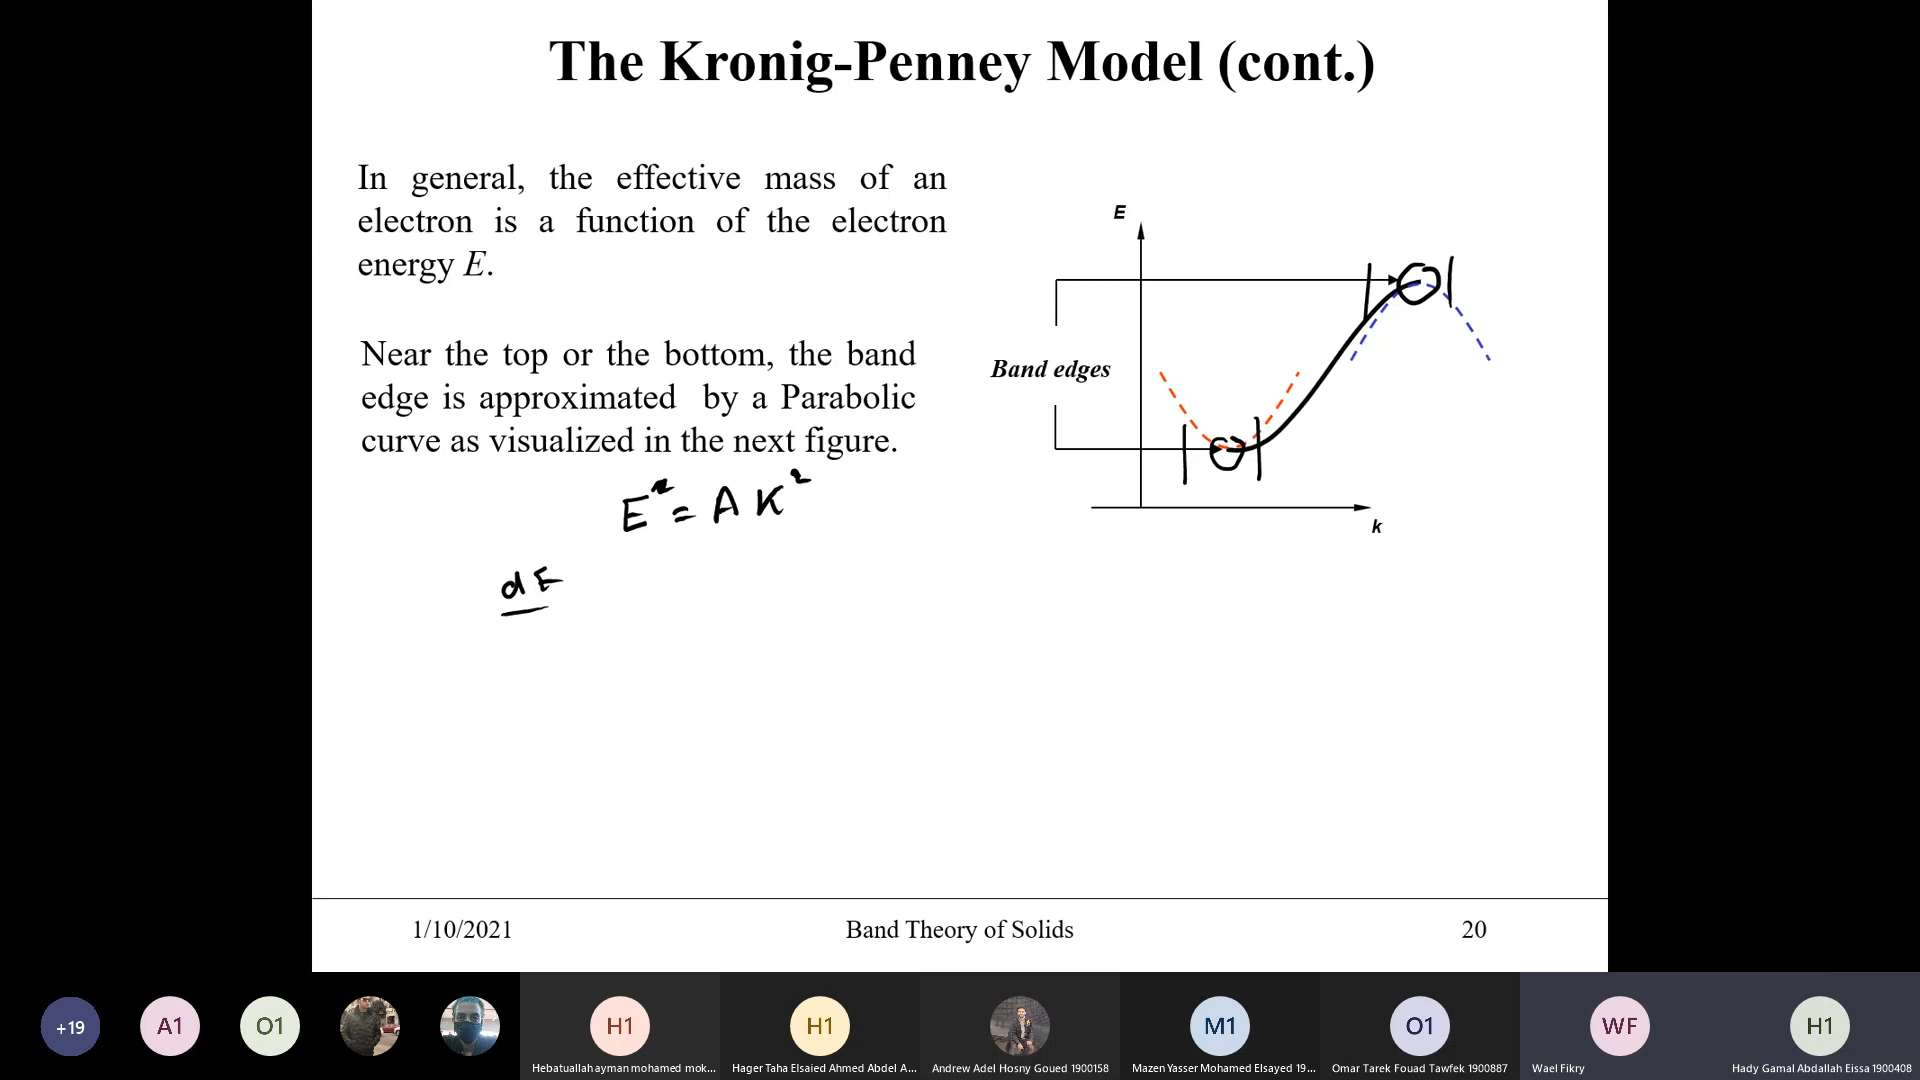 The Kronig-Penney Model (cont.)
In general, the effective mass of an
electron is a function of the electron
energy E.
Near the top or the bottom, the band
edge is approximated by a Parabolic
curve as visualized in the next figure.
E² = A K²
dE
E
Band edges
k
1/10/2021
Band Theory of Solids
20
+19
A1
O1
H1
H1
M1
O1
WF
H1
Hebatuallah ayman mohamed mok...
Hager Taha Elsaied Ahmed Abdel A...
Andrew Adel Hosny Goued 1900158
Mazen Yasser Mohamed Elsayed 19...
Omar Tarek Fouad Tawfek 1900887
Wael Fikry
Hady Gamal Abdallah Eissa 1900408